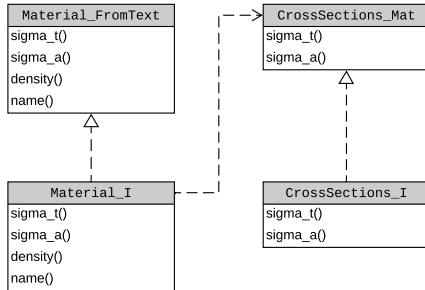 Material_FromText
sigma_t()
sigma_a()
density()
name()
CrossSections_Mat
sigma_t()
sigma_a()
Material_I
sigma_t()
sigma_a()
density()
name()
CrossSections_I
sigma_t()
sigma_a()